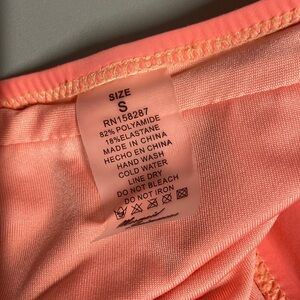 SIZE
S
RN158287
82%POLYAMIDE
18%ELASTANE
MADE IN CHINA
HECHO EN CHINA
HAND WASH
COLD WATER
LINE DRY
DO NOT BLEACH
DO NOT IRON